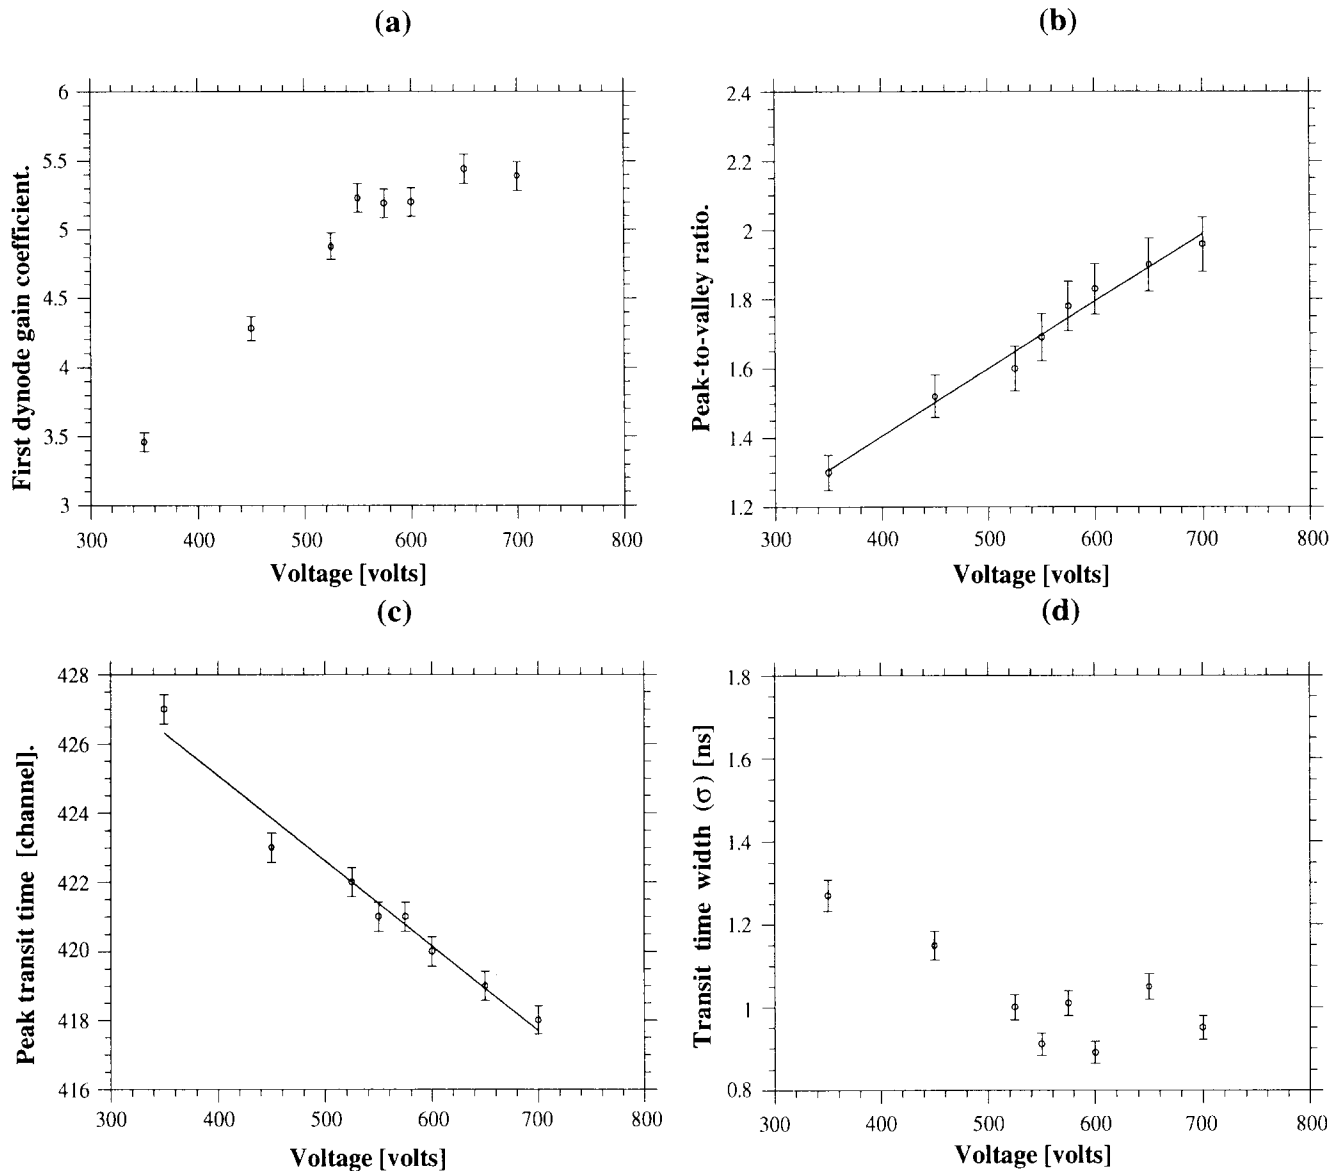 (a)
6
5.5
5
4.5
4
3.5
3
300 400 500 600 700 800
First dynode gain coefficient.
Voltage [volts]
(b)
2.4
2.2
2
1.8
1.6
1.4
1.2
300 400 500 600 700 800
Peak-to-valley ratio.
Voltage [volts]
(c)
428
426
425
423
422
420
418
416
300 400 500 600 700 800
Peak transit time [channel].
Voltage [volts]
(d)
1.8
1.6
1.4
1.2
1
0.8
300 400 500 600 700 800
Transit time width (σ) [ns]
Voltage [volts]